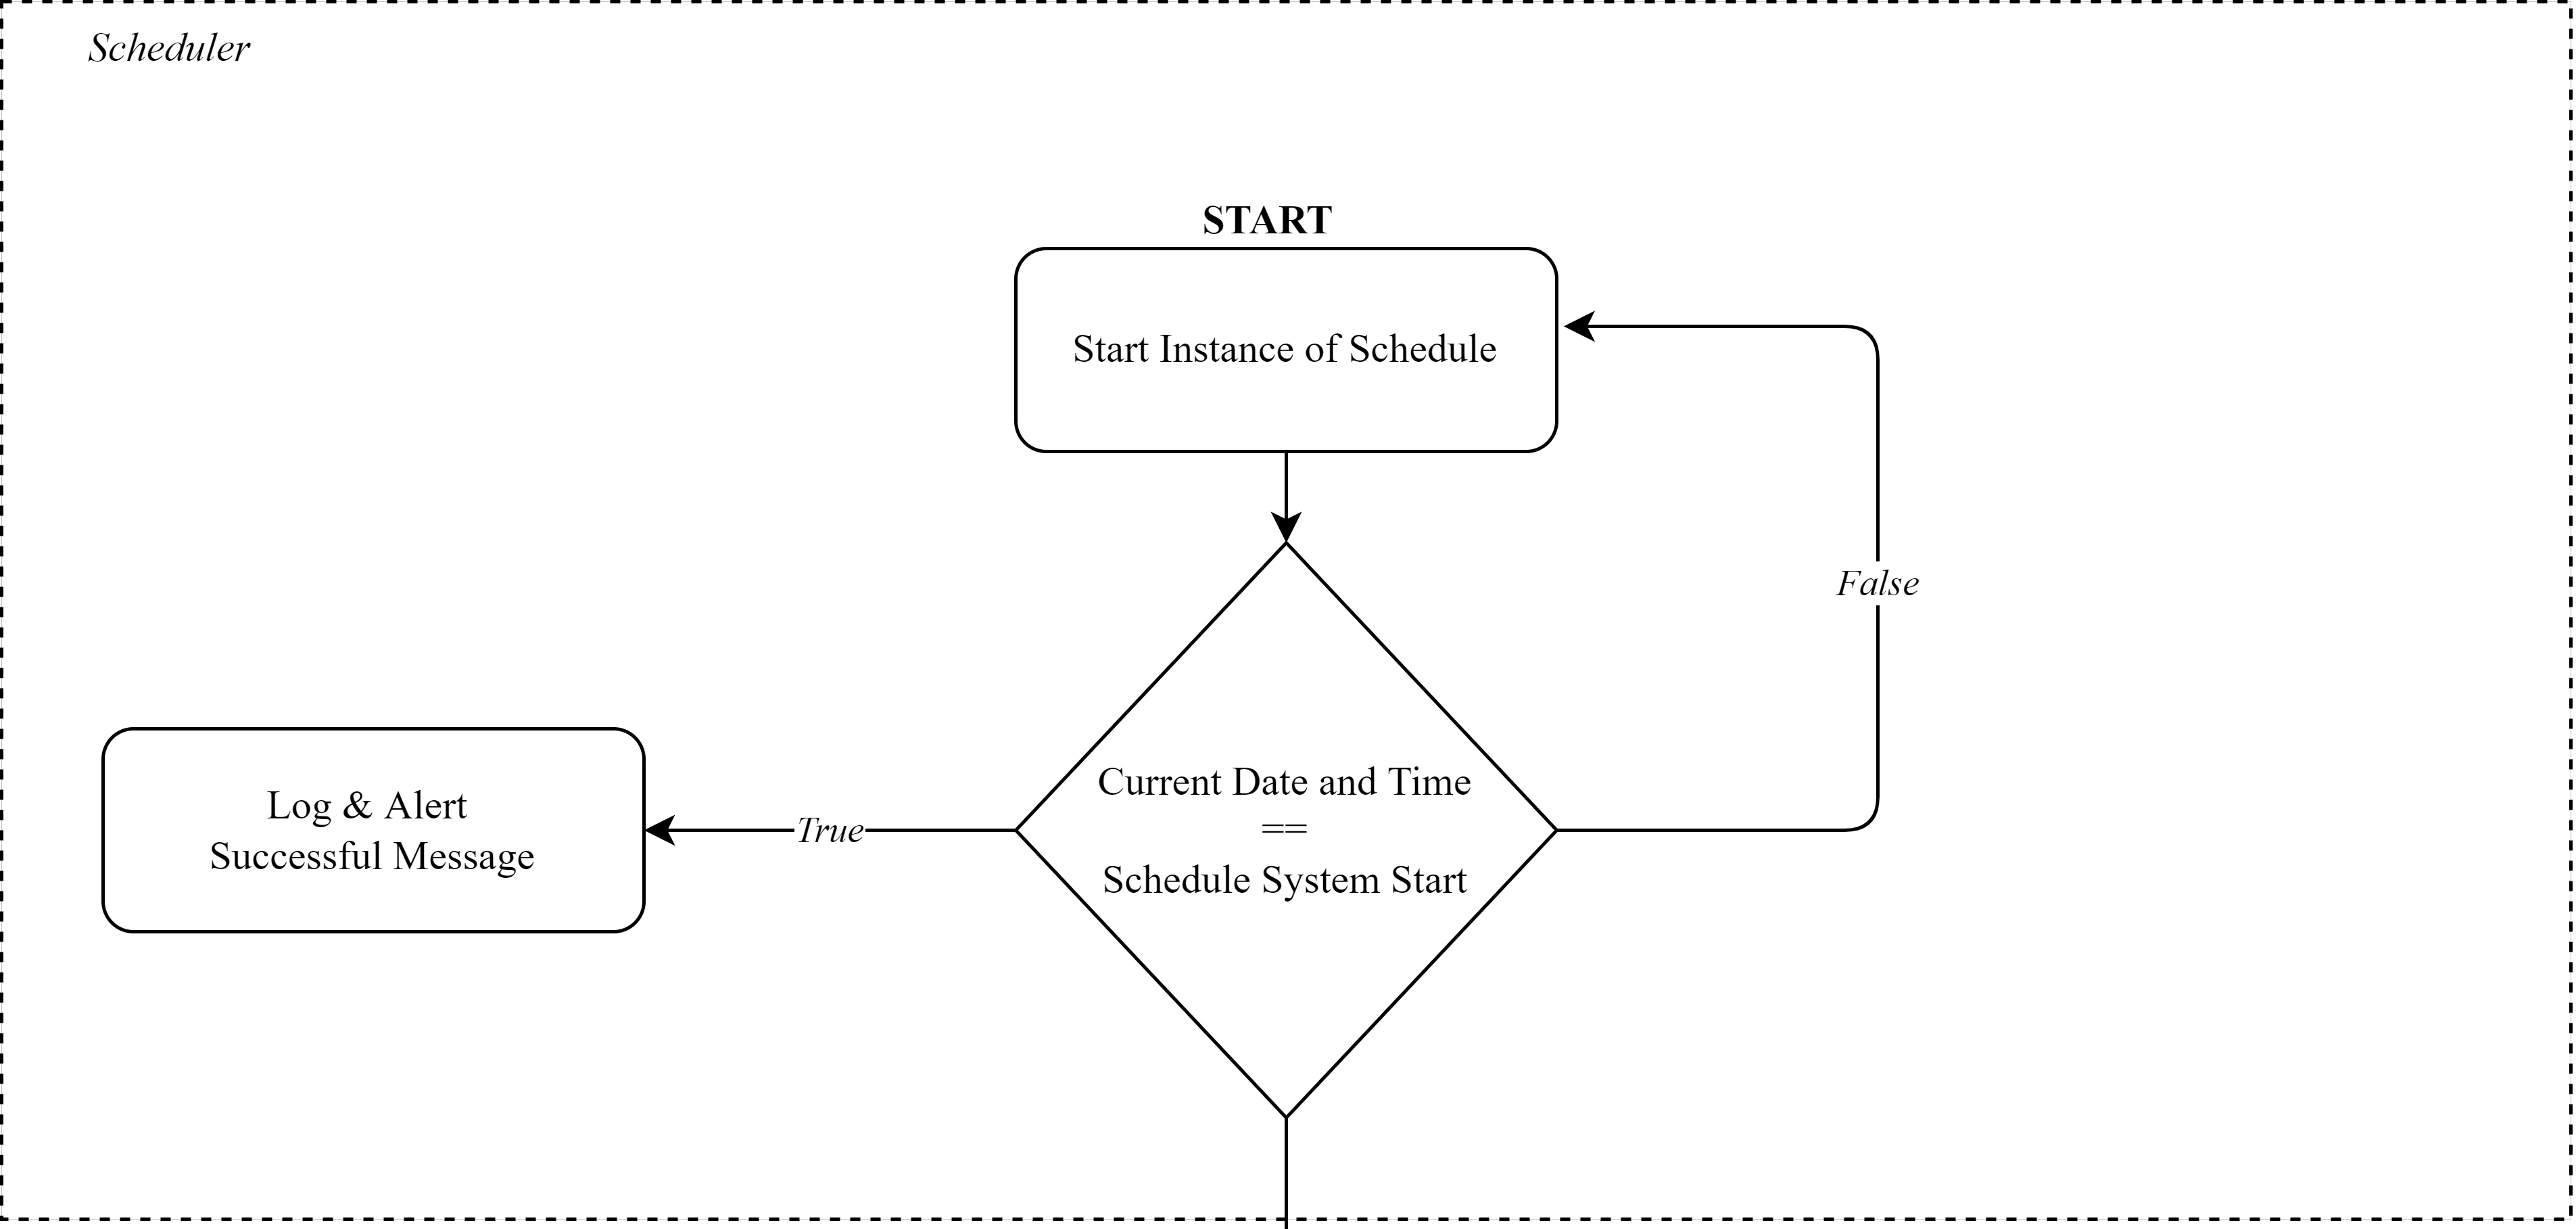 Scheduler
START
Start Instance of Schedule
False
Current Date and Time
==
Schedule System Start
True
Log & Alert
Successful Message